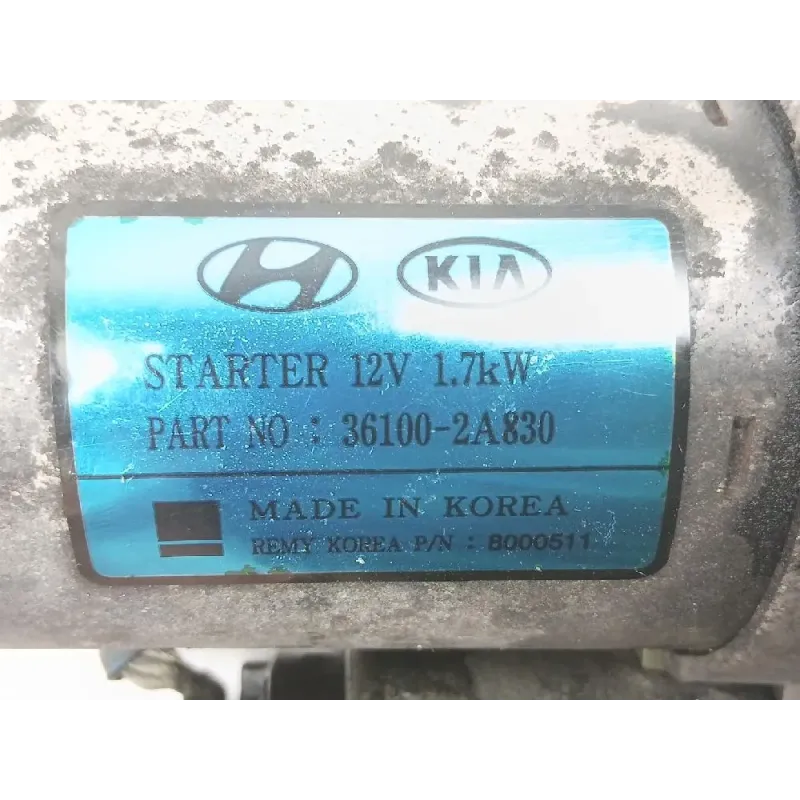 KIA
STARTER 12V 1.7kW
PART NO : 36100-2A830
MADE IN KOREA
REMY KOREA P/N : 8000511